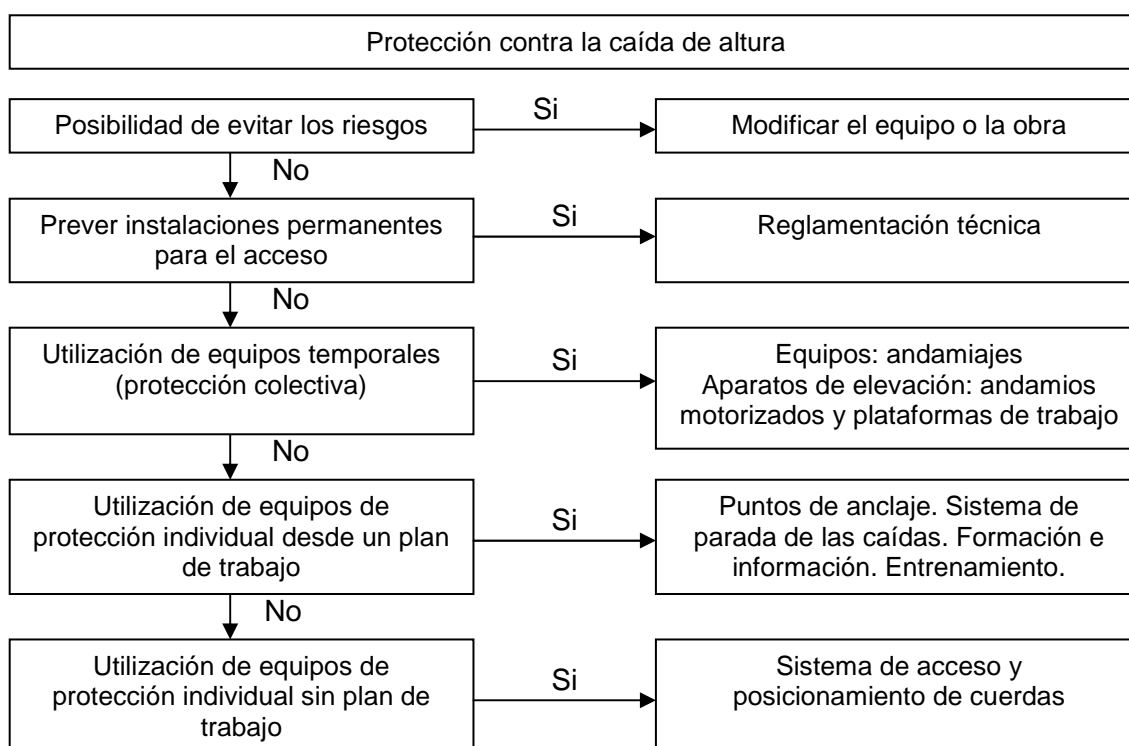 Protección contra la caída de altura
Posibilidad de evitar los riesgos
Si
Modificar el equipo o la obra
No
Prever instalaciones permanentes
para el acceso
Si
Reglamentación técnica
No
Utilización de equipos temporales
(protección colectiva)
Si
Equipos: andamiajes
Aparatos de elevación: andamios
motorizados y plataformas de trabajo
No
Utilización de equipos de
protección individual desde un plan
de trabajo
Si
Puntos de anclaje. Sistema de
parada de las caídas. Formación e
información. Entrenamiento.
No
Utilización de equipos de
protección individual sin plan de
trabajo
Si
Sistema de acceso y
posicionamiento de cuerdas